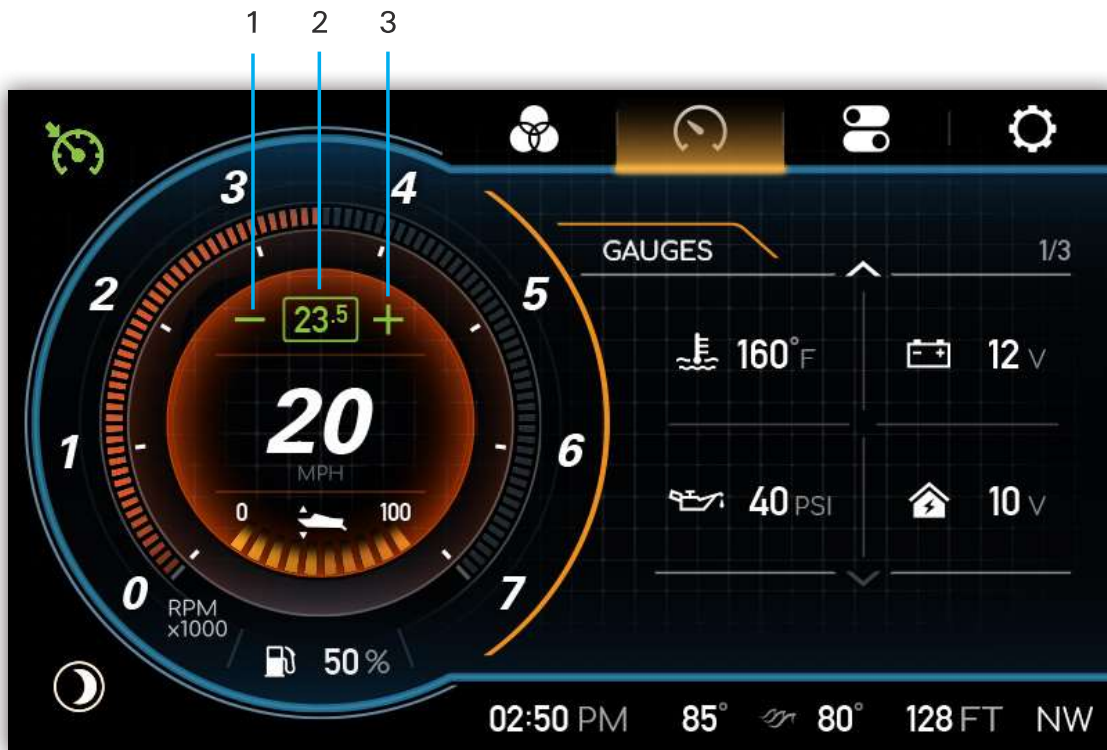 1 2 3
3 4
GAUGES 1/3
2 5
− 23.5 +
160°F 12 V
20
MPH
1 6
0 100
40 PSI 10 V
0 7
RPM
x1000
50 %
02:50 PM 85° 80° 128 FT NW